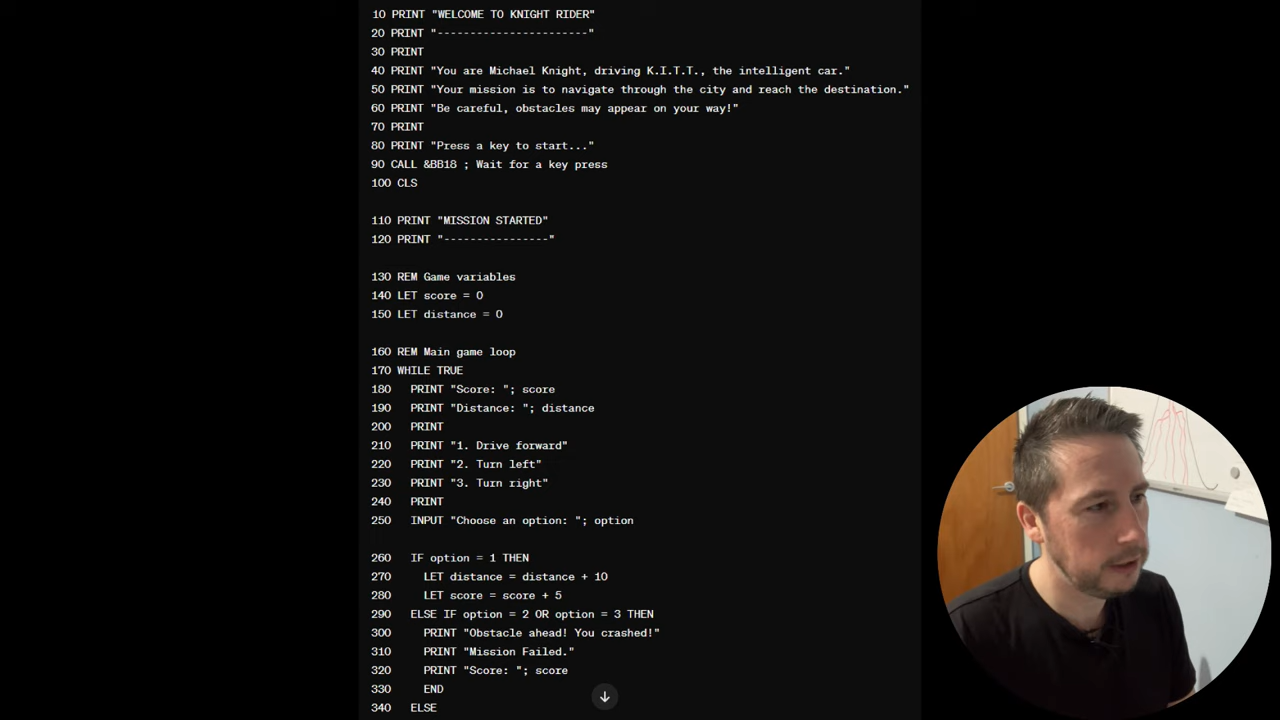 10 PRINT "WELCOME TO KNIGHT RIDER"
20 PRINT "-----------------------"
30 PRINT
40 PRINT "You are Michael Knight, driving K.I.T.T., the intelligent car."
50 PRINT "Your mission is to navigate through the city and reach the destination."
60 PRINT "Be careful, obstacles may appear on your way!"
70 PRINT
80 PRINT "Press a key to start..."
90 CALL &BB18 ; Wait for a key press
100 CLS
110 PRINT "MISSION STARTED"
120 PRINT "----------------"
130 REM Game variables
140 LET score = 0
150 LET distance = 0
160 REM Main game loop
170 WHILE TRUE
180   PRINT "Score: "; score
190   PRINT "Distance: "; distance
200   PRINT
210   PRINT "1. Drive forward"
220   PRINT "2. Turn left"
230   PRINT "3. Turn right"
240   PRINT
250   INPUT "Choose an option: "; option
260   IF option = 1 THEN
270     LET distance = distance + 10
280     LET score = score + 5
290   ELSE IF option = 2 OR option = 3 THEN
300     PRINT "Obstacle ahead! You crashed!"
310     PRINT "Mission Failed."
320     PRINT "Score: "; score
330     END
340   ELSE